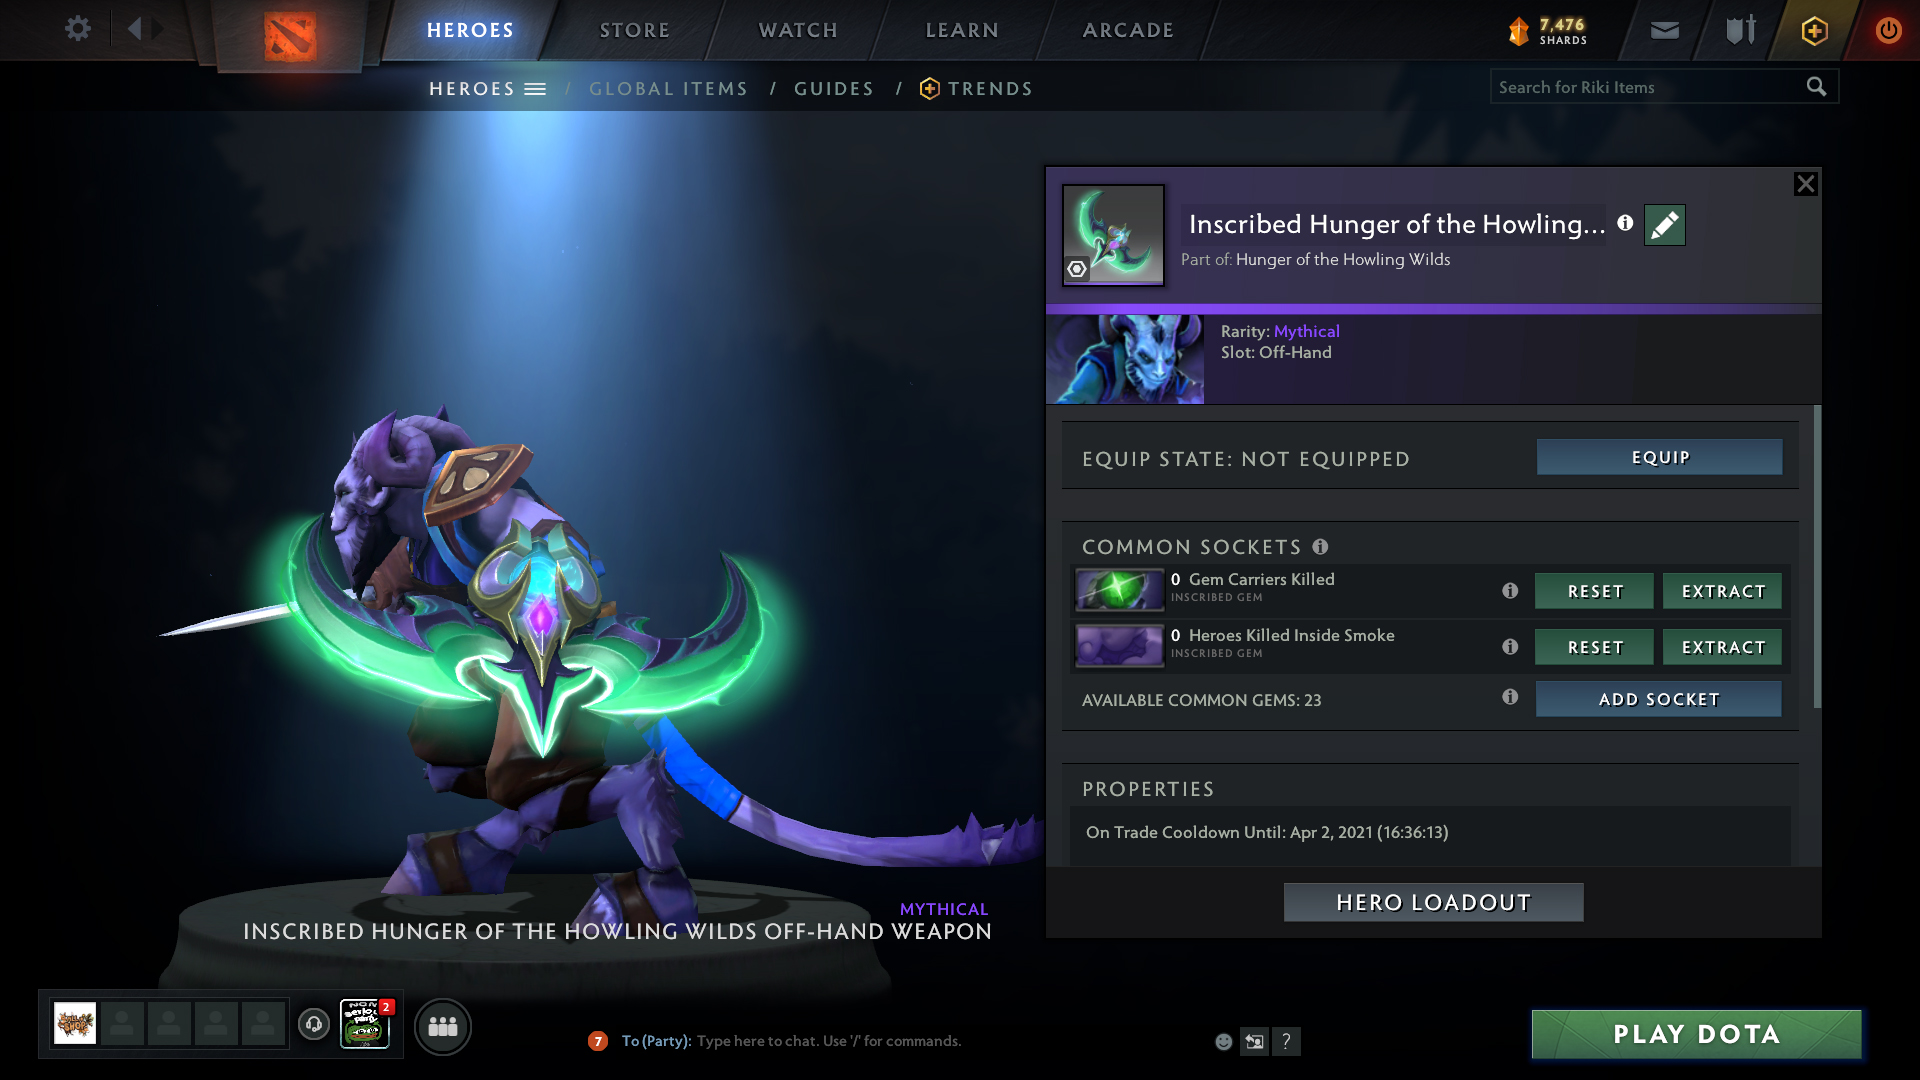 HEROES
STORE
WATCH
LEARN
ARCADE
7,476
SHARDS
HEROES / GLOBAL ITEMS / GUIDES / TRENDS
Search for Riki Items
Inscribed Hunger of the Howling...
Part of: Hunger of the Howling Wilds
Rarity: Mythical
Slot: Off-Hand
EQUIP STATE: NOT EQUIPPED
EQUIP
COMMON SOCKETS
0 Gem Carriers Killed
INSCRIBED GEM
RESET
EXTRACT
0 Heroes Killed Inside Smoke
INSCRIBED GEM
RESET
EXTRACT
AVAILABLE COMMON GEMS: 23
ADD SOCKET
PROPERTIES
On Trade Cooldown Until: Apr 2, 2021 (16:36:13)
HERO LOADOUT
MYTHICAL
INSCRIBED HUNGER OF THE HOWLING WILDS OFF-HAND WEAPON
2
7
To (Party): Type here to chat. Use '/' for commands.
?
PLAY DOTA